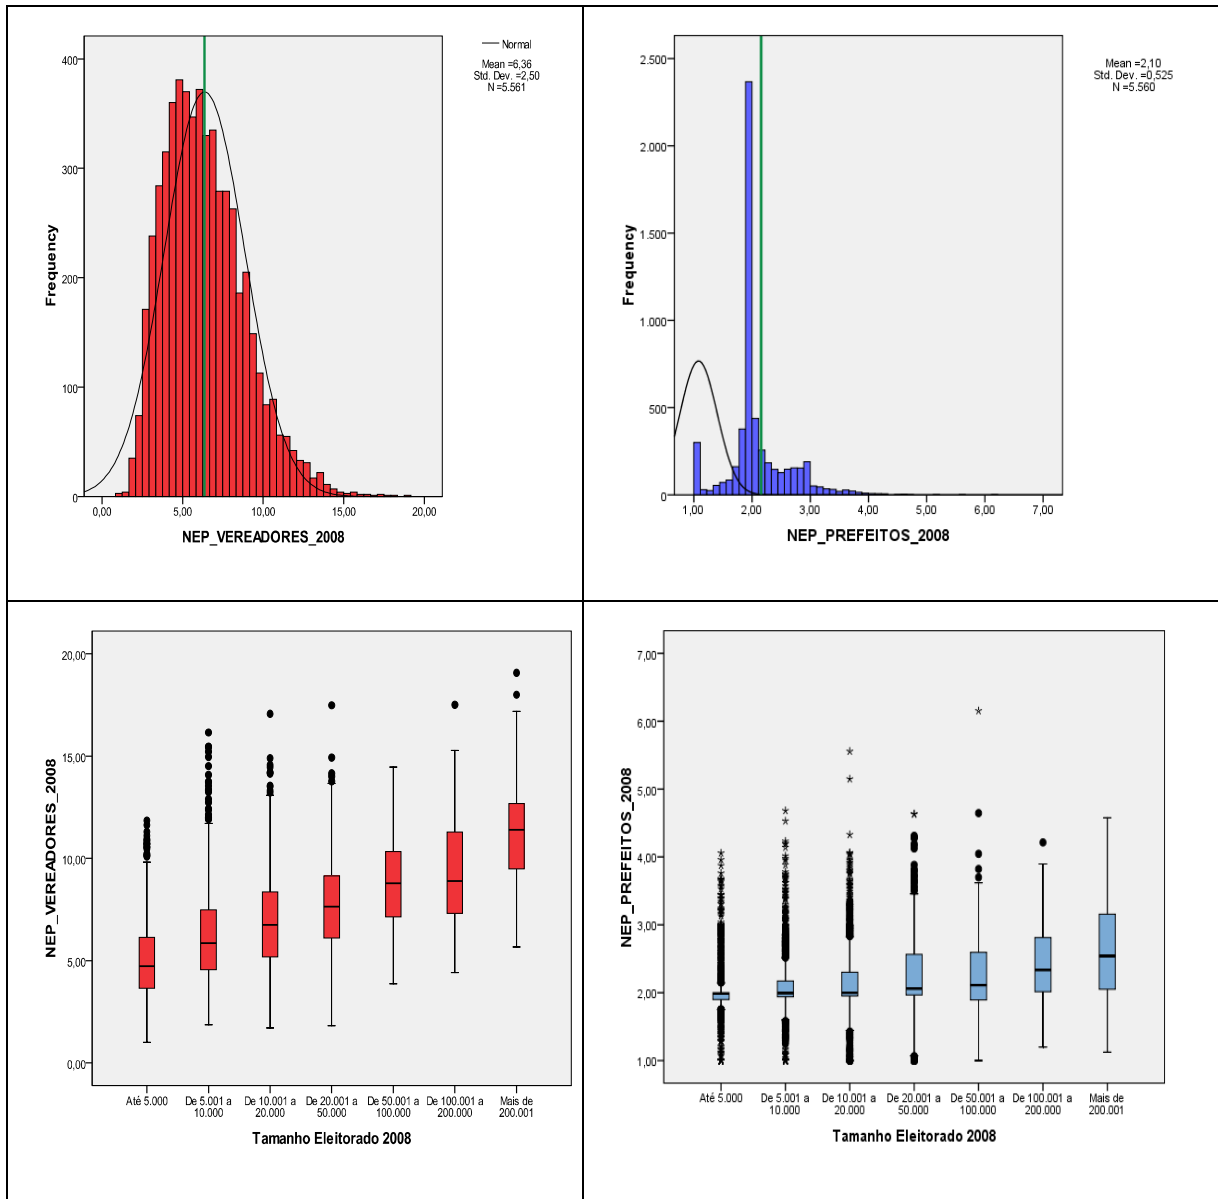 400
300
200
100
0
Frequency
0,00 5,00 10,00 15,00 20,00
NEP_VEREADORES_2008
Normal
Mean =6,36
Std. Dev. =2,50
N =5.561
2.500
2.000
1.500
1.000
500
0
Frequency
1,00 2,00 3,00 4,00 5,00 6,00 7,00
NEP_PREFEITOS_2008
Mean =2,10
Std. Dev. =0,525
N =5.560
20,00
15,00
10,00
5,00
0,00
NEP_VEREADORES_2008
Até 5.000 De 5.001 a De 10.001 a De 20.001 a De 50.001 a De 100.001 a Mais de
10.000 20.000 50.000 100.000 200.000 200.001
Tamanho Eleitorado 2008
7,00
6,00
5,00
4,00
3,00
2,00
1,00
NEP_PREFEITOS_2008
Até 5.000 De 5.001 a De 10.001 a De 20.001 a De 50.001 a De 100.001 a Mais de
10.000 20.000 50.000 100.000 200.000 200.001
Tamanho Eleitorado 2008